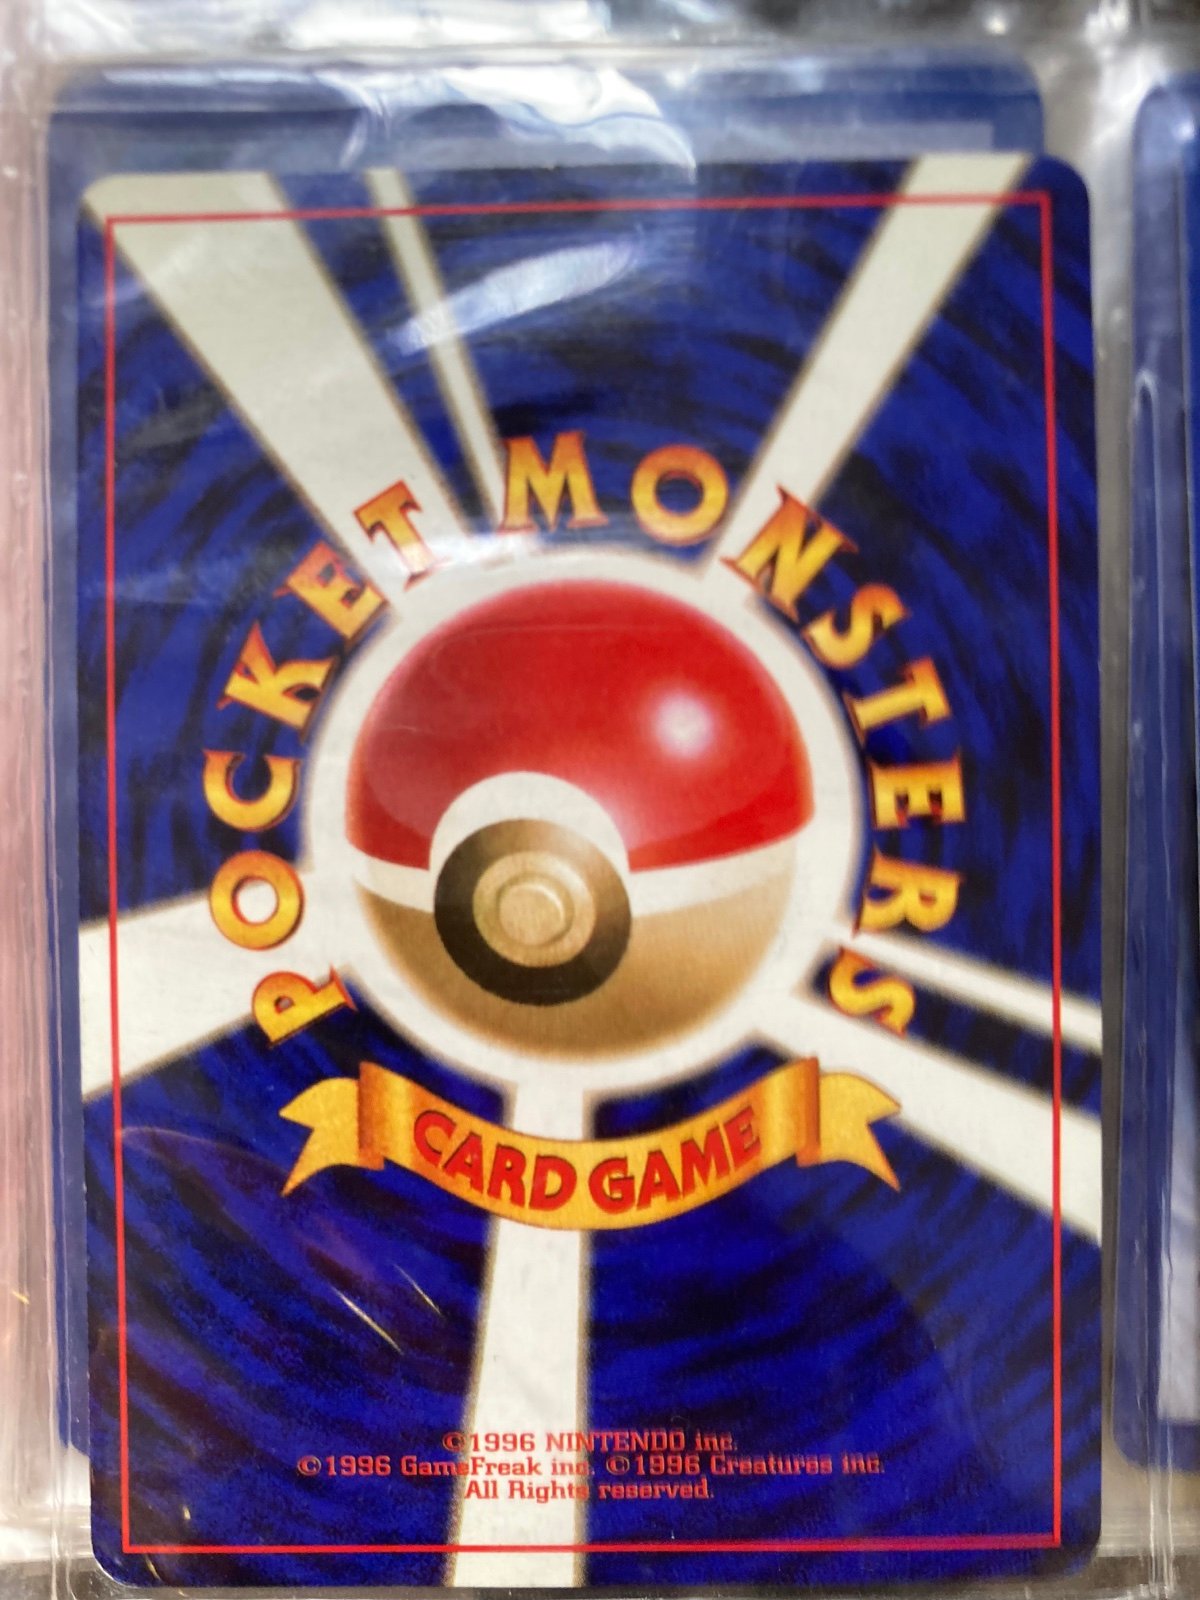 POCKET MONSTERS
CARD GAME
©1996 NINTENDO inc.
©1996 GameFreak inc. ©1996 Creatures inc.
All Rights reserved.